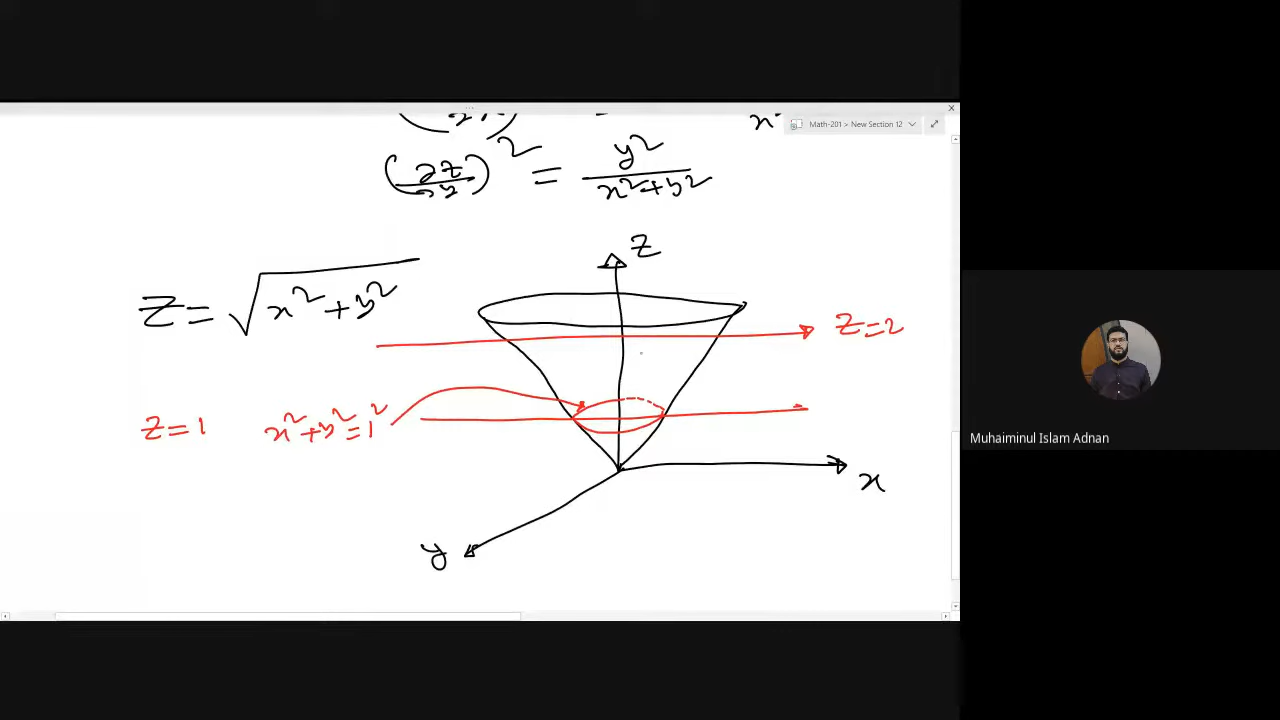 Math-201 > New Section 12
(∂z/∂y)² = y²/(x²+y²)
z
z = √(x²+y²)
z=2
z=1 x²+y²=1²
x
y
Muhaiminul Islam Adnan